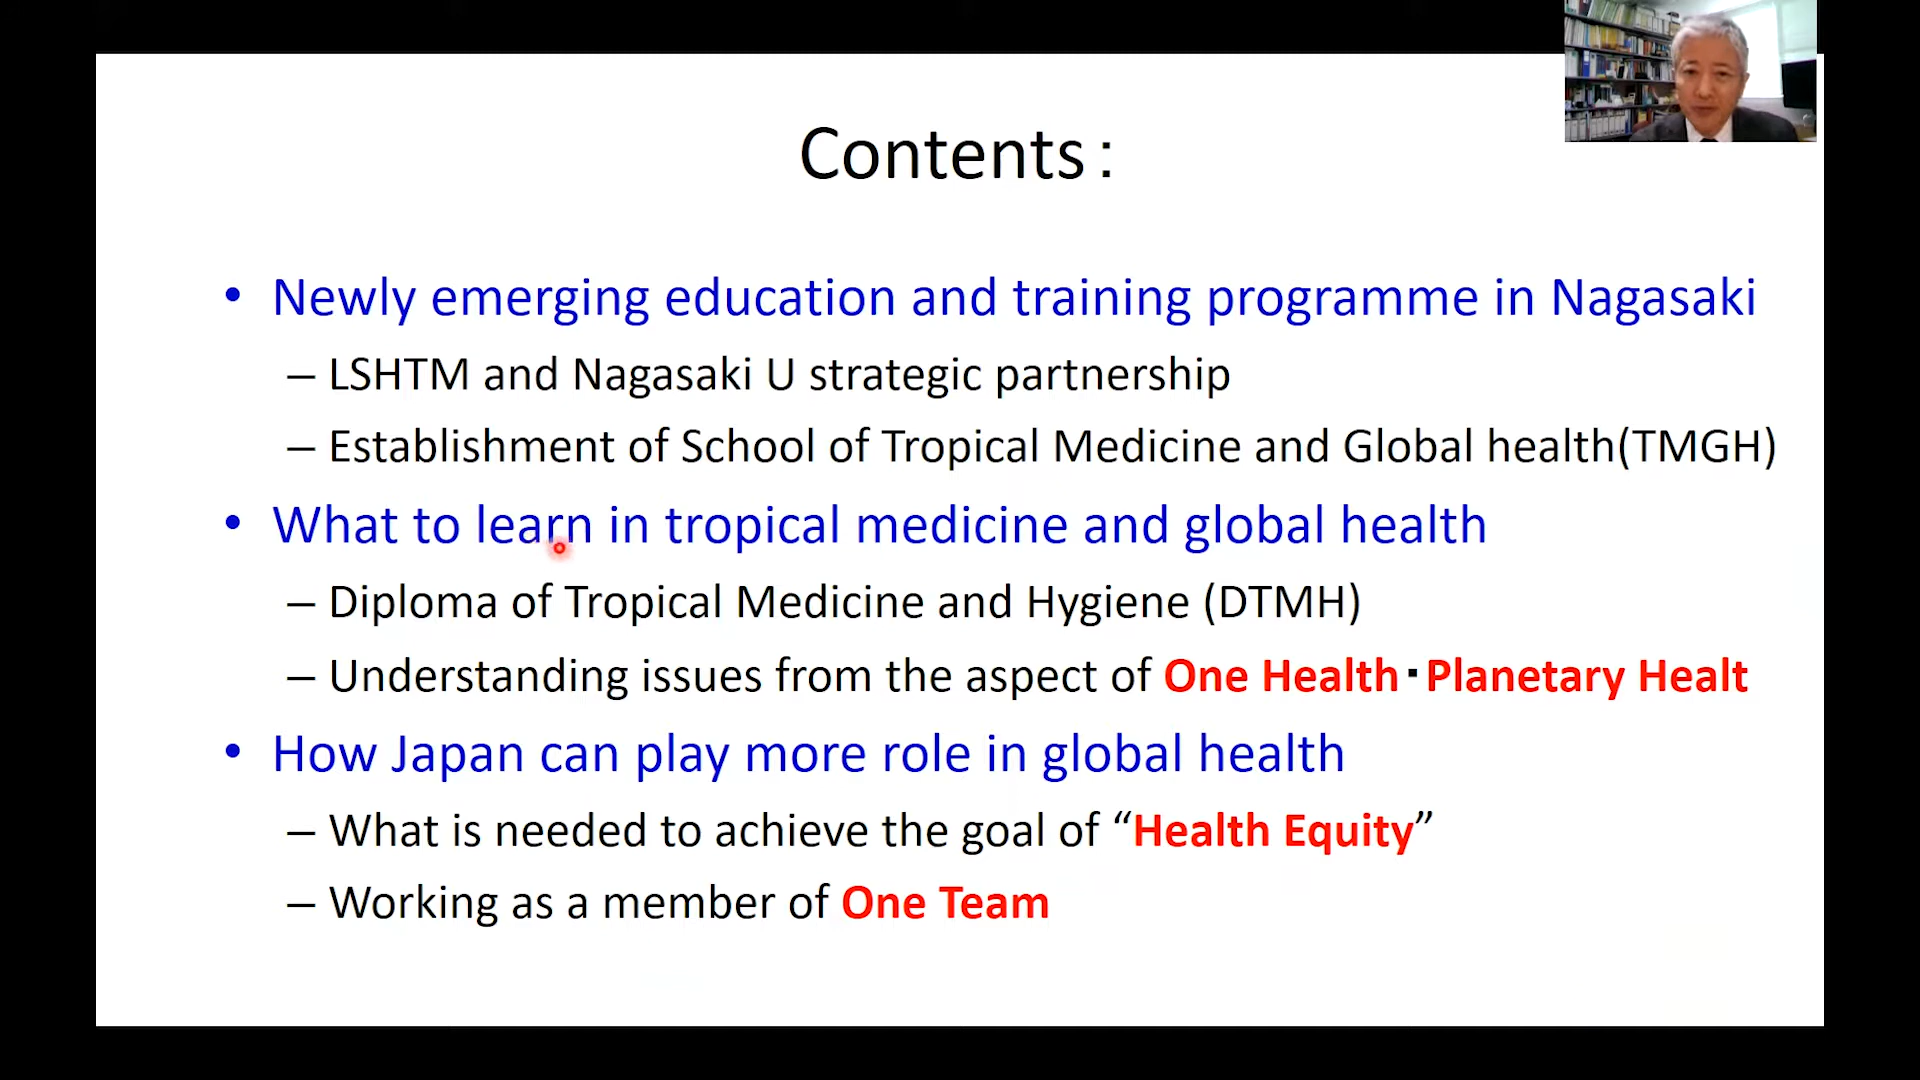 Contents:
• Newly emerging education and training programme in Nagasaki
– LSHTM and Nagasaki U strategic partnership
– Establishment of School of Tropical Medicine and Global health(TMGH)
• What to learn in tropical medicine and global health
– Diploma of Tropical Medicine and Hygiene (DTMH)
– Understanding issues from the aspect of One Health・Planetary Healt
• How Japan can play more role in global health
– What is needed to achieve the goal of “Health Equity”
– Working as a member of One Team